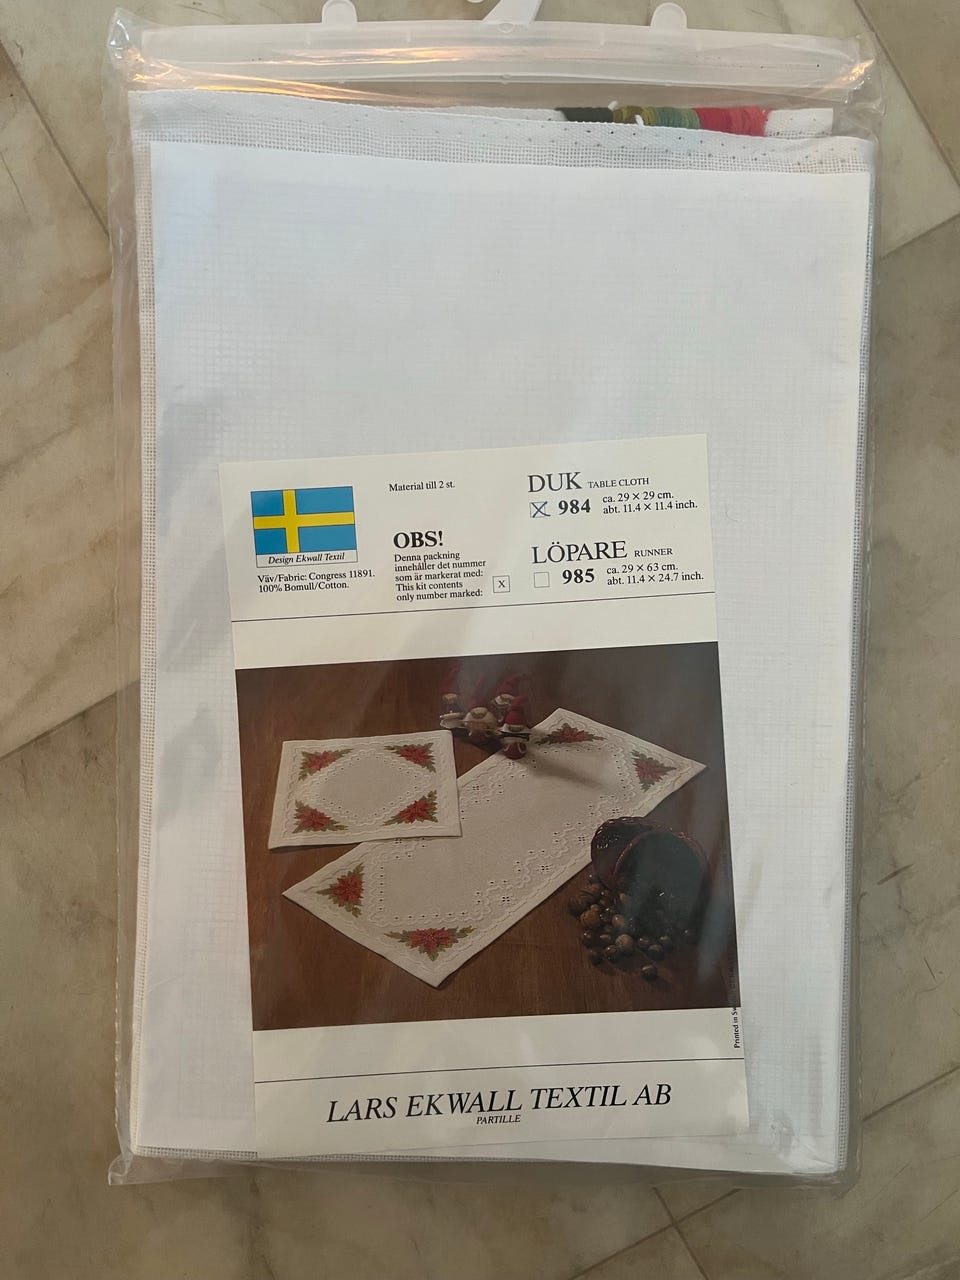 Material till 2 st.
DUK TABLE CLOTH
X 984 ca. 29 × 29 cm.
abt. 11.4 × 11.4 inch.
Design Ekwall Textil
Väv/Fabric: Congress 11891.
100% Bomull/Cotton.
OBS!
Denna packning
innehåller det nummer
som är markerat med:
This kit contents
only number marked: X
LÖPARE RUNNER
985 ca. 29 × 63 cm.
abt. 11.4 × 24.7 inch.
Printed in
LARS EKWALL TEXTIL AB
PARTILLE